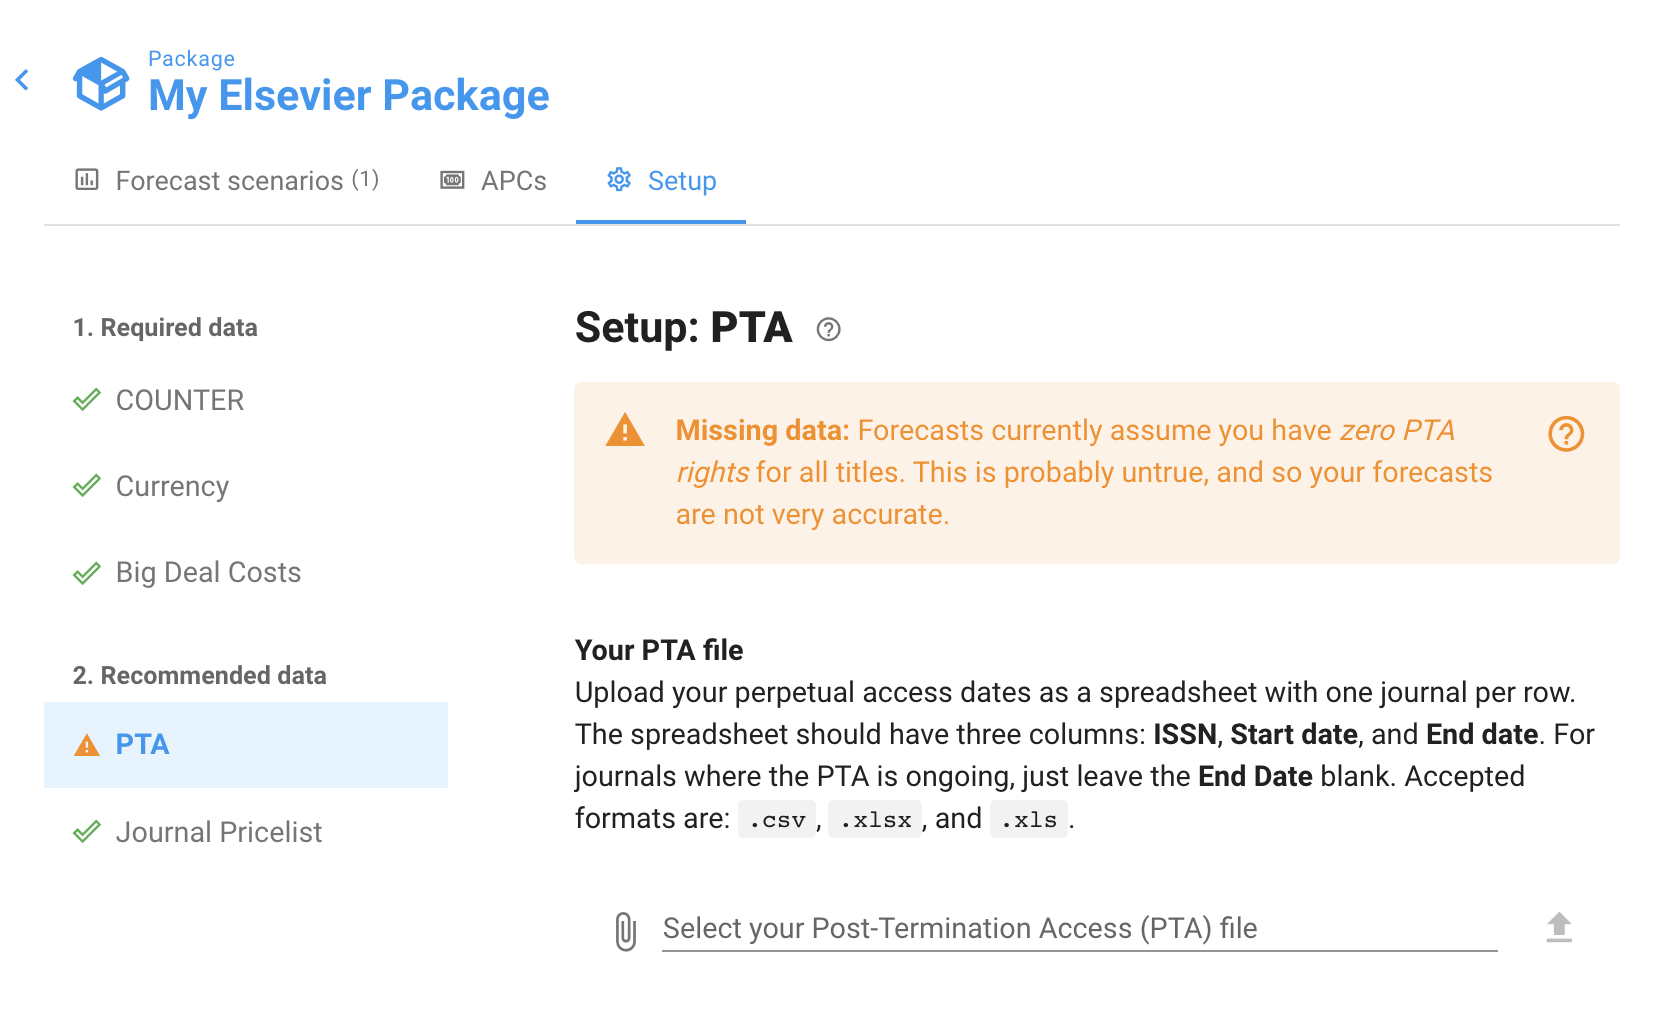 Package
My Elsevier Package
Forecast scenarios (1)
APCs
Setup
1. Required data
COUNTER
Currency
Big Deal Costs
2. Recommended data
PTA
Journal Pricelist
Setup: PTA
Missing data: Forecasts currently assume you have zero PTA
rights for all titles. This is probably untrue, and so your forecasts
are not very accurate.
Your PTA file
Upload your perpetual access dates as a spreadsheet with one journal per row.
The spreadsheet should have three columns: ISSN, Start date, and End date. For
journals where the PTA is ongoing, just leave the End Date blank. Accepted
formats are: .csv, .xlsx, and .xls.
Select your Post-Termination Access (PTA) file